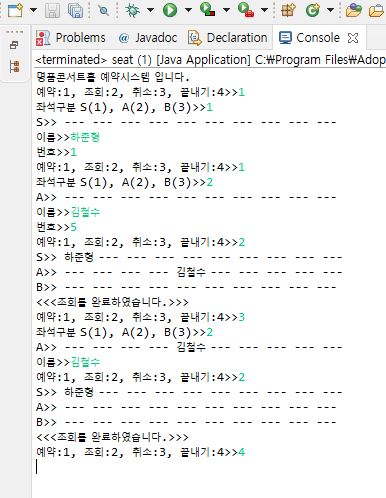 Problems @ Javadoc Declaration Console
<terminated> seat (1) [Java Application] C:₩Program Files₩Adop
명품콘서트홀 예약시스템 입니다.
예약:1, 조회:2, 취소:3, 끝내기:4>>1
좌석구분 S(1), A(2), B(3)>>1
S>> --- --- --- --- --- --- --- --- --- ---
이름>>하준형
번호>>1
예약:1, 조회:2, 취소:3, 끝내기:4>>1
좌석구분 S(1), A(2), B(3)>>2
A>> --- --- --- --- --- --- --- --- --- ---
이름>>김철수
번호>>5
예약:1, 조회:2, 취소:3, 끝내기:4>>2
S>> 하준형 --- --- --- --- --- --- --- --- ---
A>> --- --- --- --- 김철수 --- --- --- --- ---
B>> --- --- --- --- --- --- --- --- --- ---
<<<조회를 완료하였습니다.>>>
예약:1, 조회:2, 취소:3, 끝내기:4>>3
좌석구분 S(1), A(2), B(3)>>2
A>> --- --- --- --- 김철수 --- --- --- --- ---
이름>>김철수
예약:1, 조회:2, 취소:3, 끝내기:4>>2
S>> 하준형 --- --- --- --- --- --- --- --- ---
A>> --- --- --- --- --- --- --- --- --- ---
B>> --- --- --- --- --- --- --- --- --- ---
<<<조회를 완료하였습니다.>>>
예약:1, 조회:2, 취소:3, 끝내기:4>>4